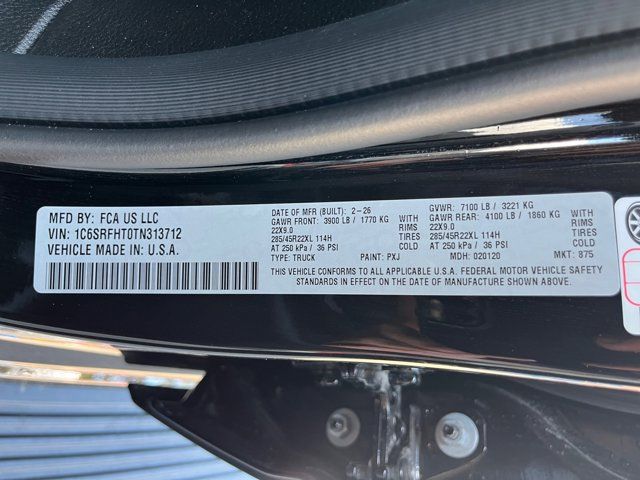 MFD BY: FCA US LLC
VIN: 1C6SRFHT0TN313712
VEHICLE MADE IN: U.S.A.
DATE OF MFR (BUILT): 2-26 GVWR: 7100 LB / 3221 KG
GAWR FRONT: 3900 LB / 1770 KG WITH GAWR REAR: 4100 LB / 1860 KG WITH
22X9.0 RIMS 22X9.0 RIMS
285/45R22XL 114H TIRES 285/45R22XL 114H TIRES
AT 250 kPa / 36 PSI COLD AT 250 kPa / 36 PSI COLD
TYPE: TRUCK PAINT: PXJ MDH: 020120 MKT: 875
THIS VEHICLE CONFORMS TO ALL APPLICABLE U.S.A. FEDERAL MOTOR VEHICLE SAFETY
STANDARDS IN EFFECT ON THE DATE OF MANUFACTURE SHOWN ABOVE.